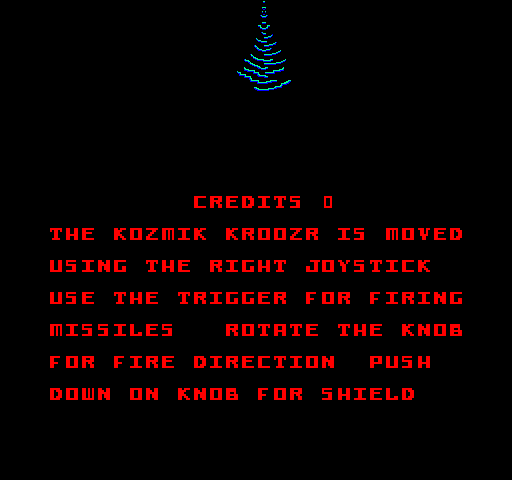 CREDITS 0
THE KOZMIK KROOZR IS MOVED
USING THE RIGHT JOYSTICK
USE THE TRIGGER FOR FIRING
MISSILES   ROTATE THE KNOB
FOR FIRE DIRECTION  PUSH
DOWN ON KNOB FOR SHIELD